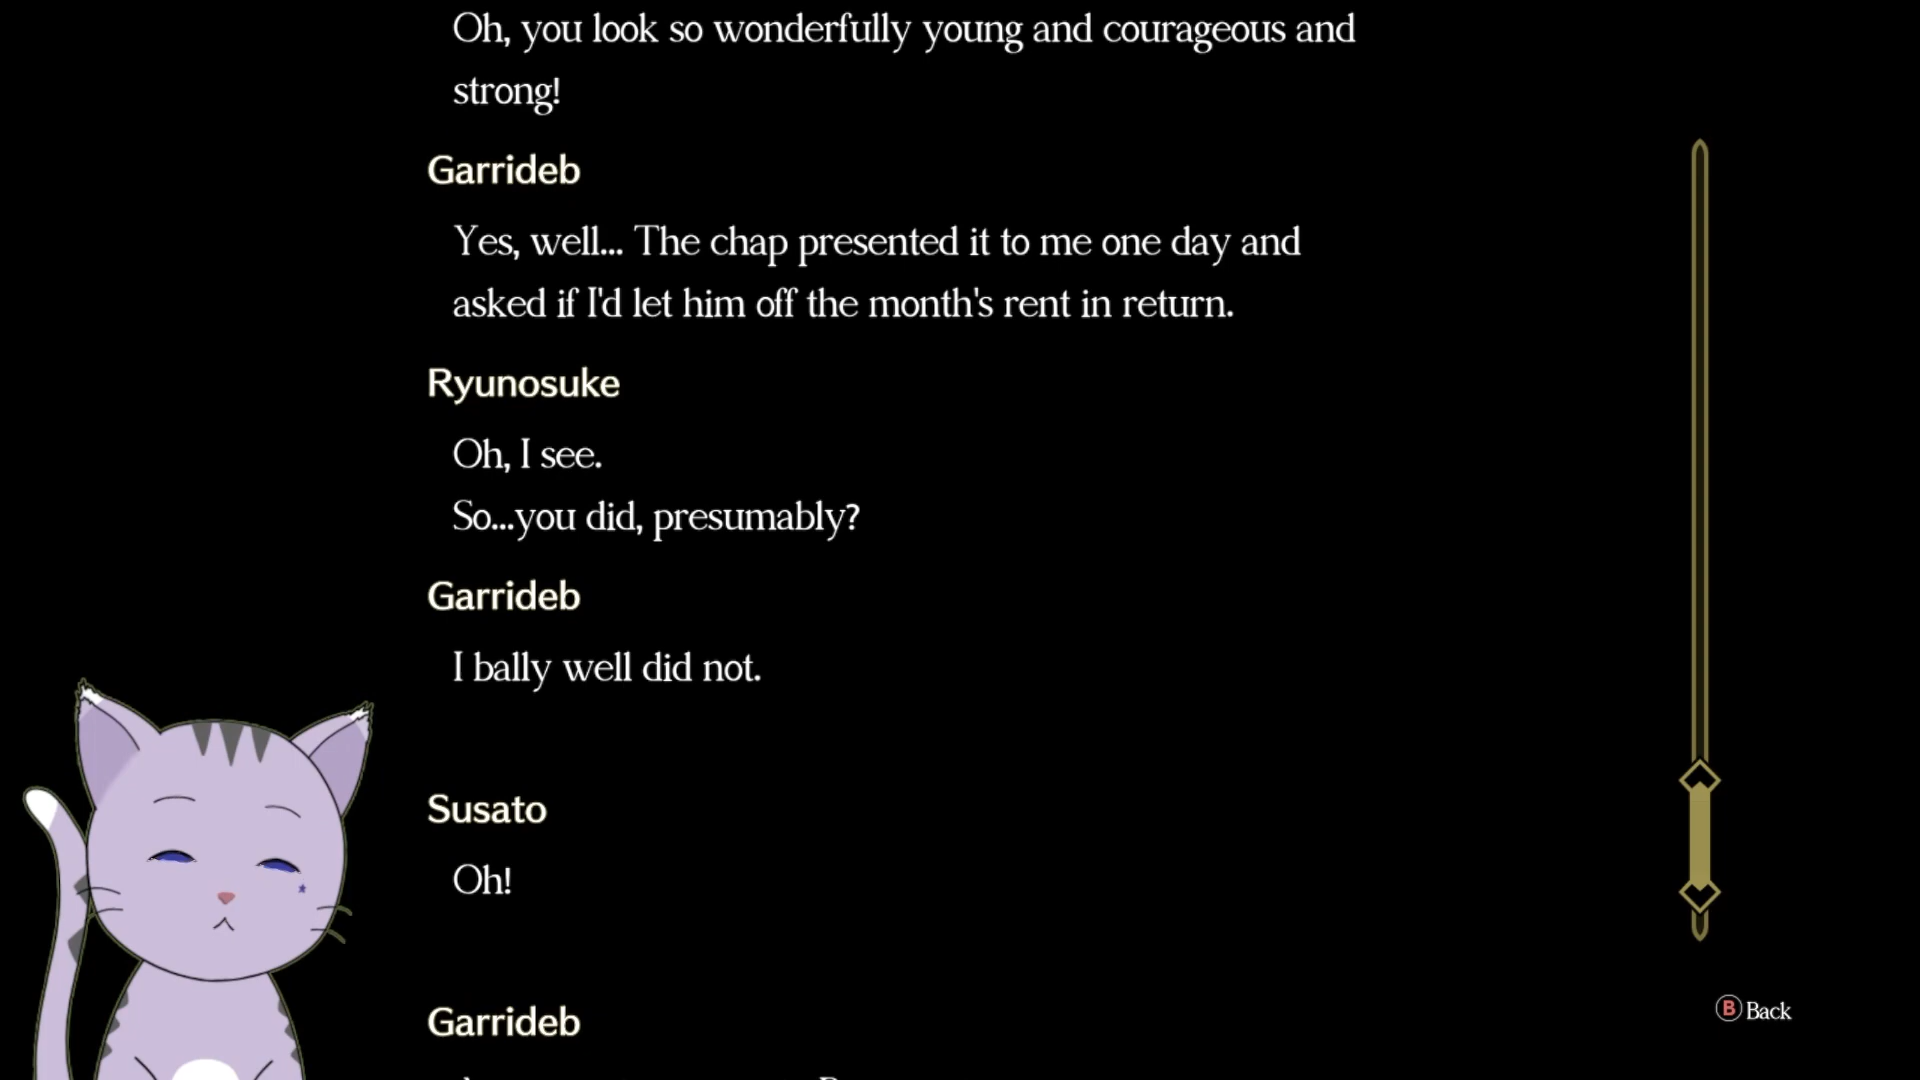 Oh, you look so wonderfully young and courageous and
strong!
Garrideb
Yes, well... The chap presented it to me one day and
asked if I'd let him off the month's rent in return.
Ryunosuke
Oh, I see.
So...you did, presumably?
Garrideb
I bally well did not.
Susato
Oh!
Garrideb
B Back